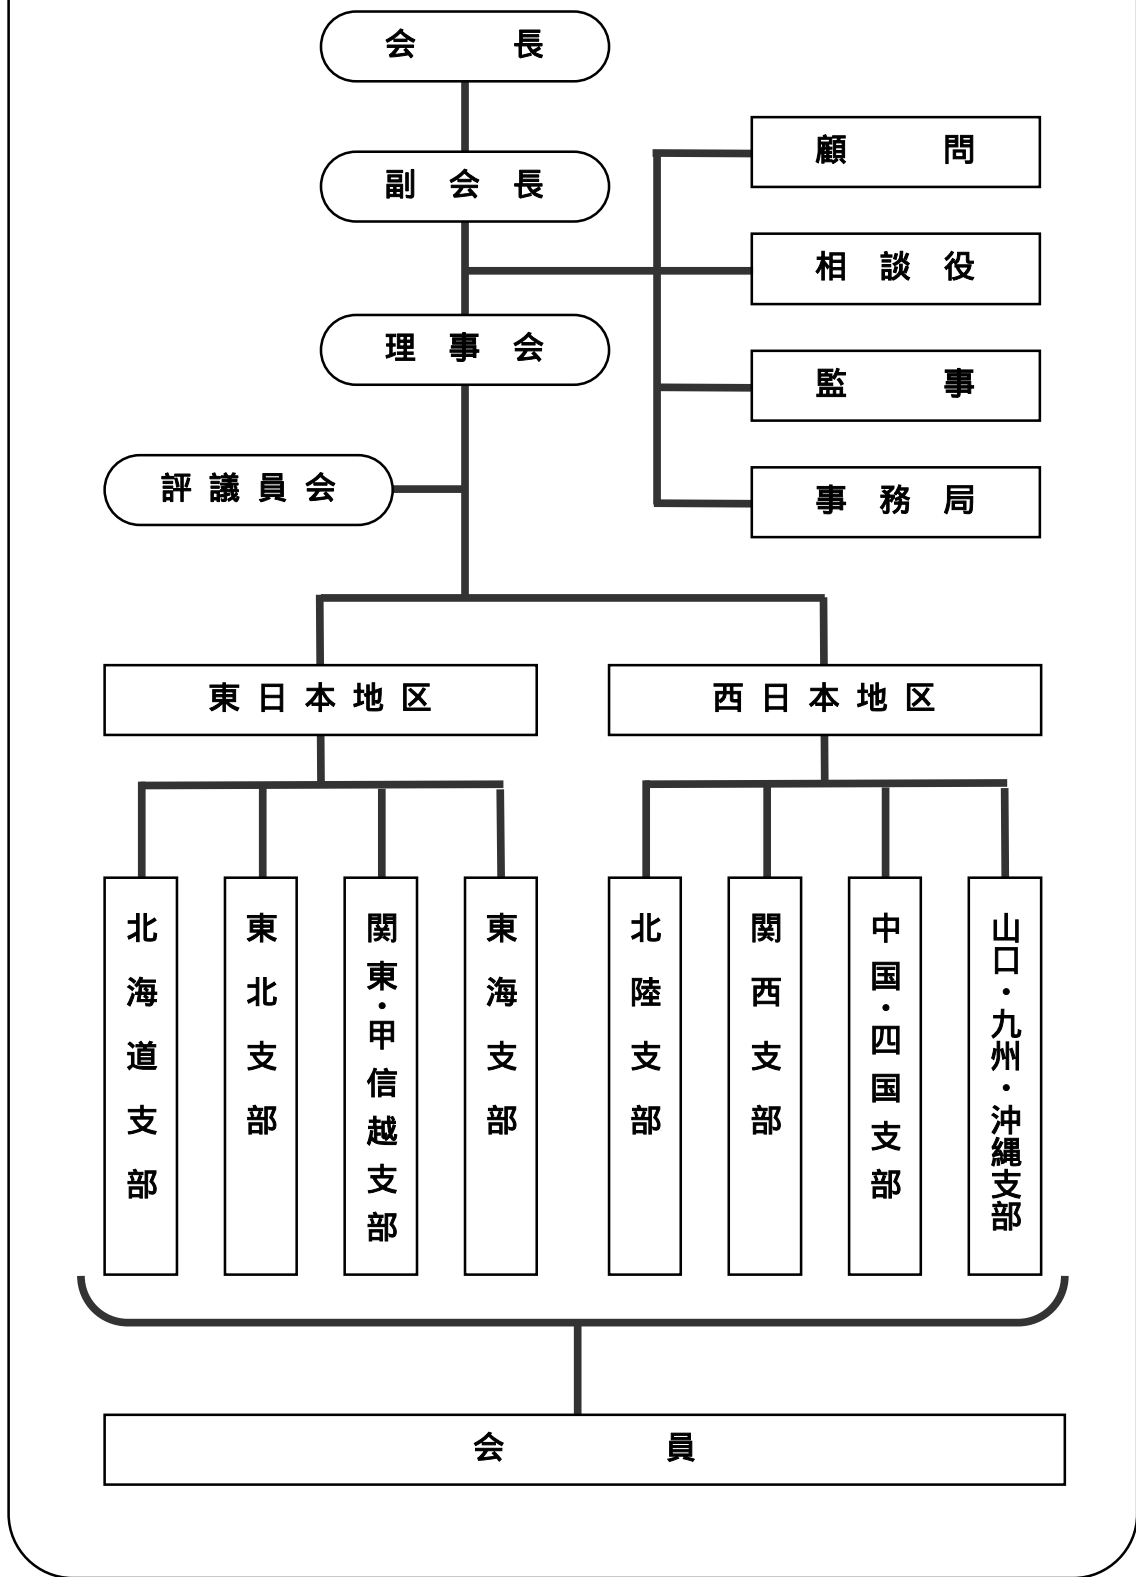 会長
副会長
顧問
相談役
理事会
監事
評議員会
事務局
東日本地区
西日本地区
北海道支部
東北支部
関東・甲信越支部
東海支部
北陸支部
関西支部
中国・四国支部
山口・九州・沖縄支部
会員